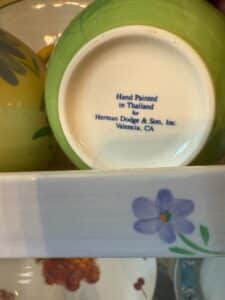 Hand Painted
in Thailand
for
Herman Dodge & Son, Inc.
Valencia, CA